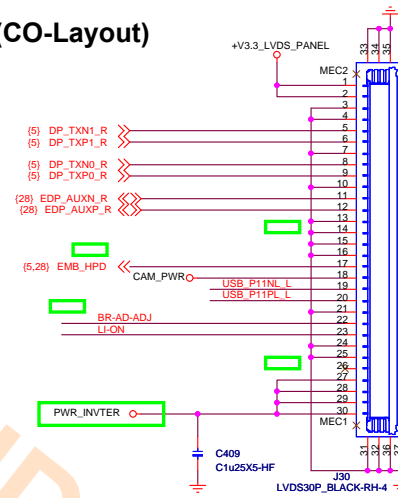 (CO-Layout)
+V3.3_LVDS_PANEL
33
34
35
MEC2
1
2
3
4
{5} DP_TXN1_R 5
{5} DP_TXP1_R 6
7
{5} DP_TXN0_R 8
{5} DP_TXP0_R 9
10
{28} EDP_AUXN_R 11
{28} EDP_AUXP_R 12
13
14
15
16
{5,28} EMB_HPD 17
CAM_PWR 18
USB_P11NL_L 19
USB_P11PL_L 20
21
BR-AD-ADJ 22
LI-ON 23
24
25
26
27
28
29
PWR_INVTER 30
MEC1
31
32
36
37
C409
C1u25X5-HF
J30
LVDS30P_BLACK-RH-4